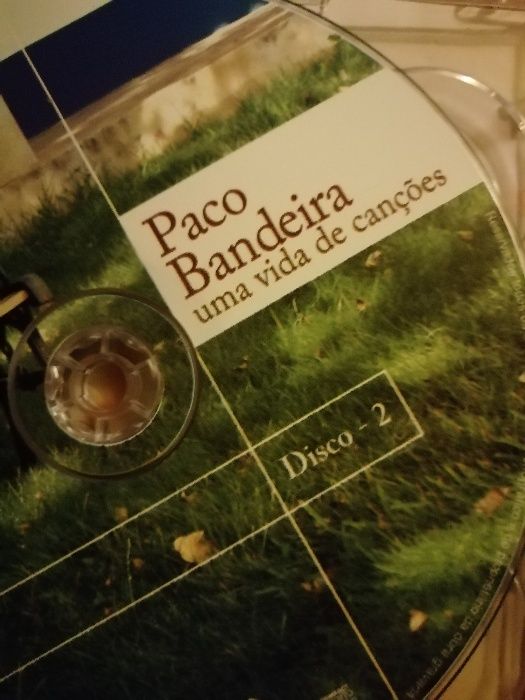 Paco
Bandeira
uma vida de canções
Disco - 2